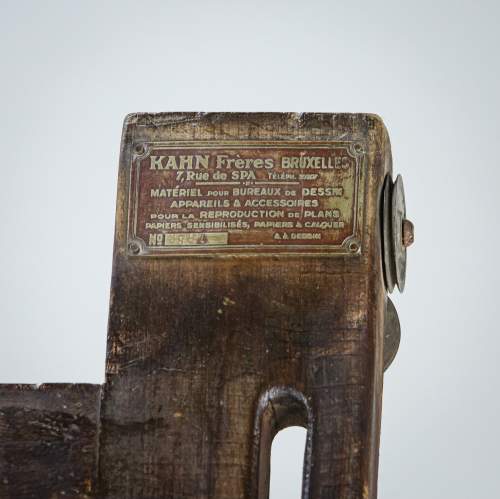 KAHN Frères BRUXELLES
7, Rue de SPA TÉLÉPH.
MATÉRIEL POUR BUREAUX DE DESSIN
APPAREILS & ACCESSOIRES
POUR LA REPRODUCTION DE PLANS
PAPIERS SENSIBILISÉS, PAPIERS À CALQUER
No & À DESSIN